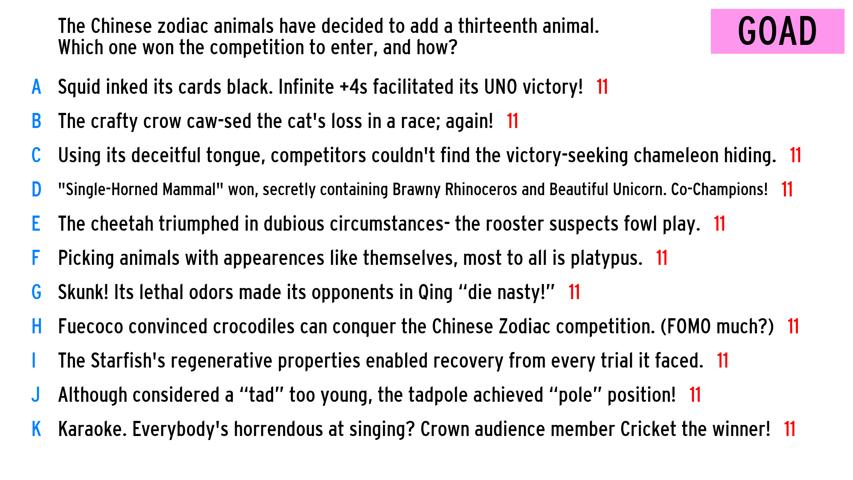 The Chinese zodiac animals have decided to add a thirteenth animal.
Which one won the competition to enter, and how?
GOAD
A Squid inked its cards black. Infinite +4s facilitated its UNO victory! 11
B The crafty crow caw-sed the cat's loss in a race; again! 11
C Using its deceitful tongue, competitors couldn't find the victory-seeking chameleon hiding. 11
D "Single-Horned Mammal" won, secretly containing Brawny Rhinoceros and Beautiful Unicorn. Co-Champions! 11
E The cheetah triumphed in dubious circumstances- the rooster suspects fowl play. 11
F Picking animals with appearences like themselves, most to all is platypus. 11
G Skunk! Its lethal odors made its opponents in Qing “die nasty!” 11
H Fuecoco convinced crocodiles can conquer the Chinese Zodiac competition. (FOMO much?) 11
I The Starfish's regenerative properties enabled recovery from every trial it faced. 11
J Although considered a “tad” too young, the tadpole achieved “pole” position! 11
K Karaoke. Everybody's horrendous at singing? Crown audience member Cricket the winner! 11